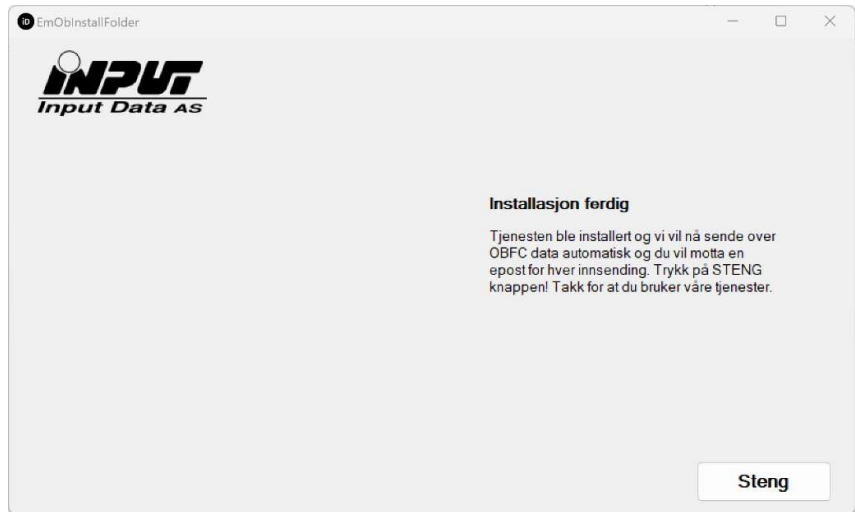 iD EmObInstallFolder
INPUT
Input Data AS
Installasjon ferdig
Tjenesten ble installert og vi vil nå sende over
OBFC data automatisk og du vil motta en
epost for hver innsending. Trykk på STENG
knappen! Takk for at du bruker våre tjenester.
Steng